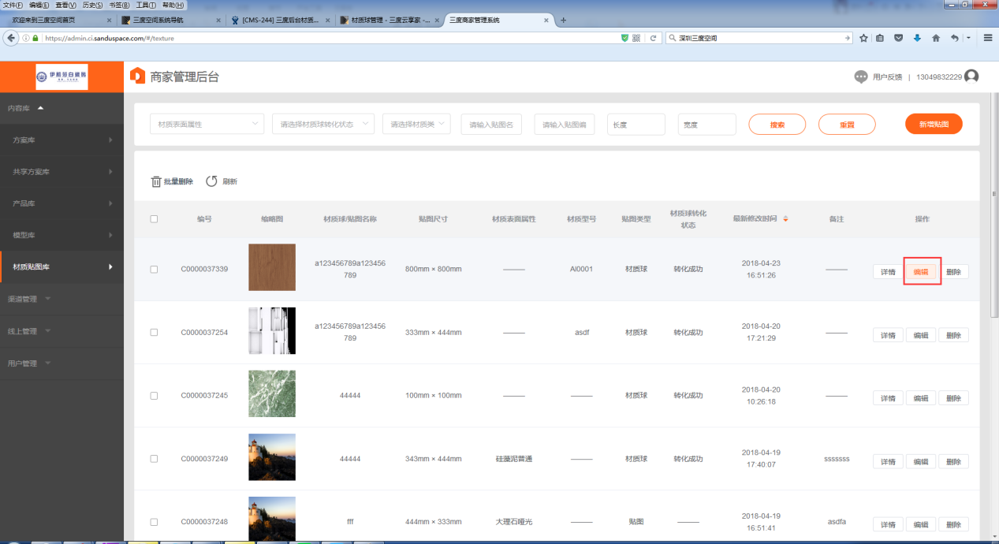 文件(F) 编辑(E) 查看(V) 历史(S) 书签(B) 工具(T) 帮助(H)
欢迎来到三度空间首页 × 三度空间系统导航 × [CMS-244] 三度后台材质... × 材质球管理 - 三度云享家 -... × 三度商家管理系统 × +
https://admin.ci.sanduspace.com/#/texture
深圳三度空间
商家管理后台
用户反馈 | 13049832229
内容库
方案库
共享方案库
产品库
模型库
材质贴图库
渠道管理
线上管理
用户管理
材质表面属性 请选择材质球转化状态 请选择材质类 请输入贴图名 请输入贴图编 长度 宽度 搜索 重置 新增贴图
批量删除 刷新
编号 缩略图 材质球/贴图名称 贴图尺寸 材质表面属性 材质型号 贴图类型 材质球转化状态 最新修改时间 备注 操作
C0000037339 a123456789a123456789 800mm × 800mm —— AI0001 材质球 转化成功 2018-04-23 16:51:26 —— 详情 编辑 删除
C0000037254 a123456789a123456789 333mm × 444mm —— asdf 材质球 转化成功 2018-04-20 17:21:29 —— 详情 编辑 删除
C0000037245 44444 100mm × 100mm —— —— 材质球 转化成功 2018-04-20 10:26:18 —— 详情 编辑 删除
C0000037249 44444 343mm × 444mm 硅藻泥普通 —— 材质球 转化成功 2018-04-19 17:40:07 sssssss 详情 编辑 删除
C0000037248 fff 444mm × 333mm 大理石哑光 —— 贴图 —— 2018-04-19 16:51:41 asdfa 详情 编辑 删除